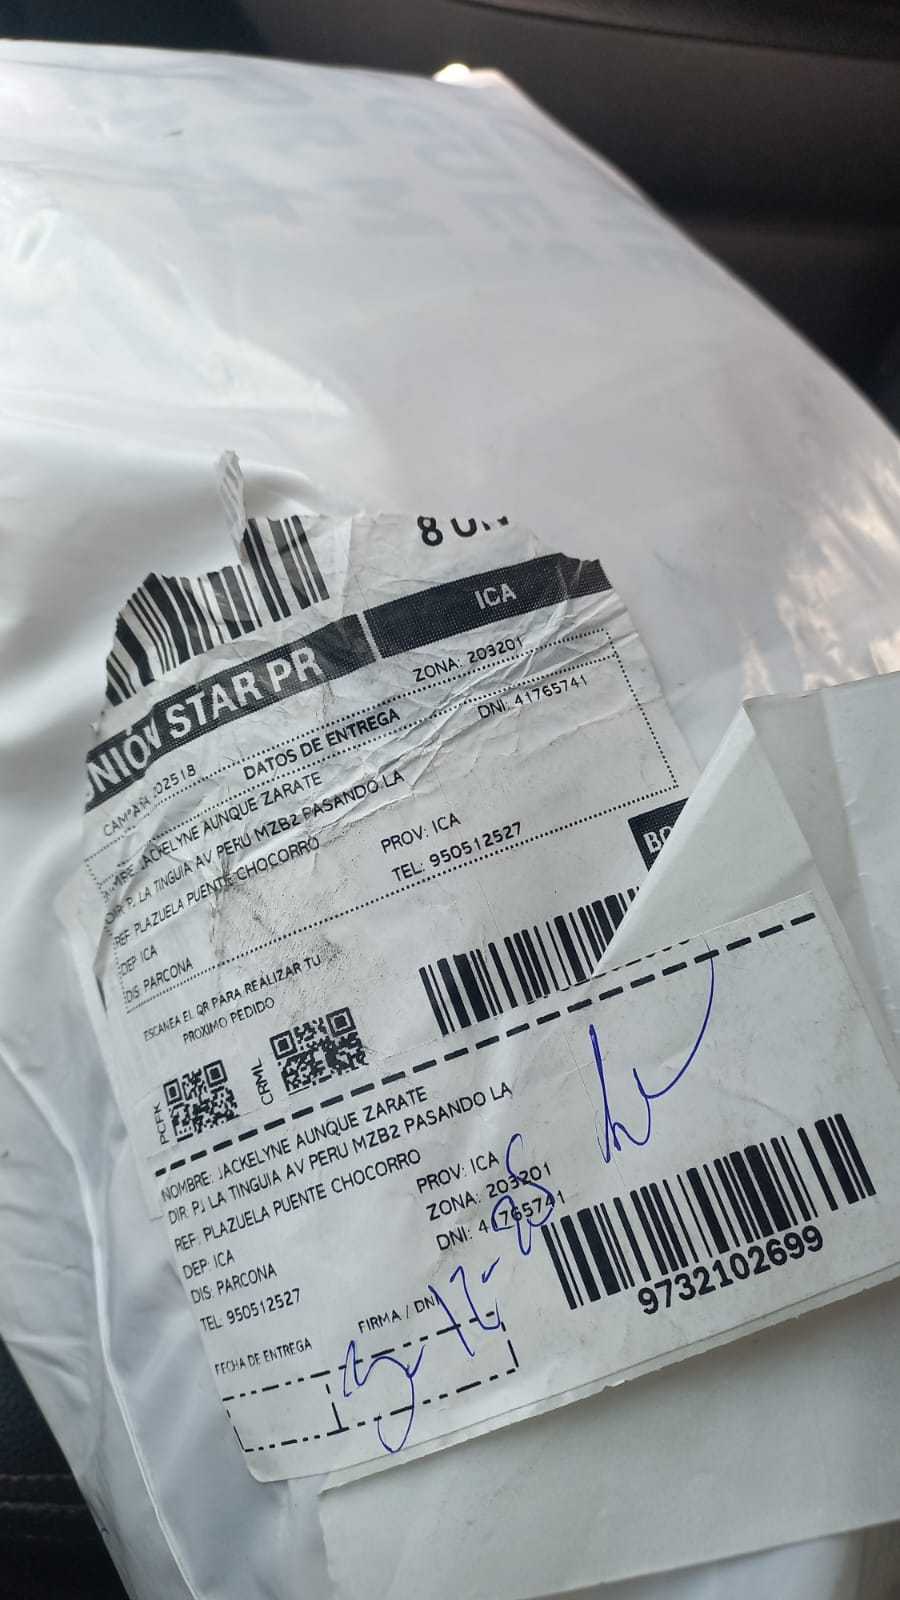 ICA
UNIÓN STAR PR
ZONA: 203201
CAMPAÑA: 202518
DATOS DE ENTREGA
DNI: 41765741
NOMBRE: JACKELYNE AUNQUE ZARATE
DIR: PJ LA TINGUIA AV PERU MZB2 PASANDO LA
REF: PLAZUELA PUENTE CHOCORRO
PROV: ICA
DEP: ICA
TEL: 950512527
DIS: PARCONA
ESCANEA EL QR PARA REALIZAR TU
PROXIMO PEDIDO
PCFK
CRML
NOMBRE: JACKELYNE AUNQUE ZARATE
DIR: PJ LA TINGUIA AV PERU MZB2 PASANDO LA
REF: PLAZUELA PUENTE CHOCORRO
PROV: ICA
DEP: ICA
ZONA: 203201
DIS: PARCONA
DNI: 41765741
TEL: 950512527
FECHA DE ENTREGA
FIRMA / DNI
9732102699